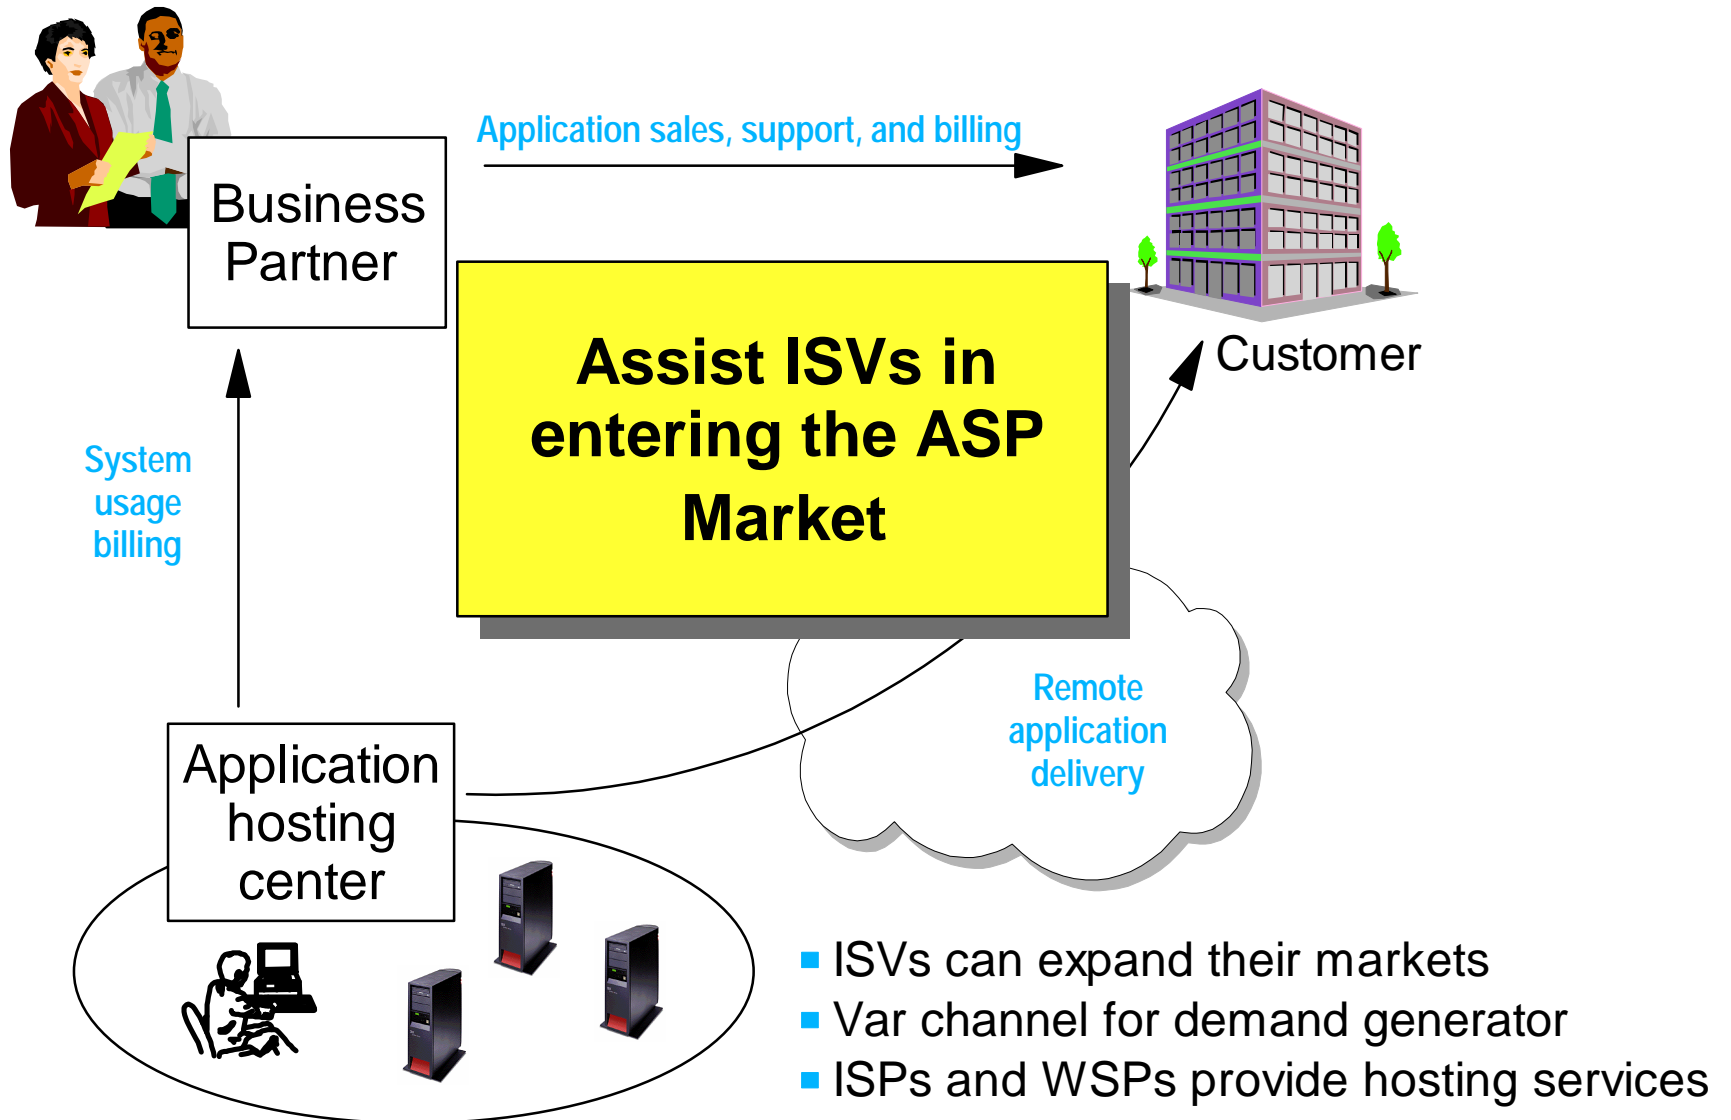 Application sales, support, and billing
Business
Partner
Assist ISVs in
entering the ASP
Market
Customer
System
usage
billing
Remote
application
delivery
Application
hosting
center
ISVs can expand their markets
Var channel for demand generator
ISPs and WSPs provide hosting services